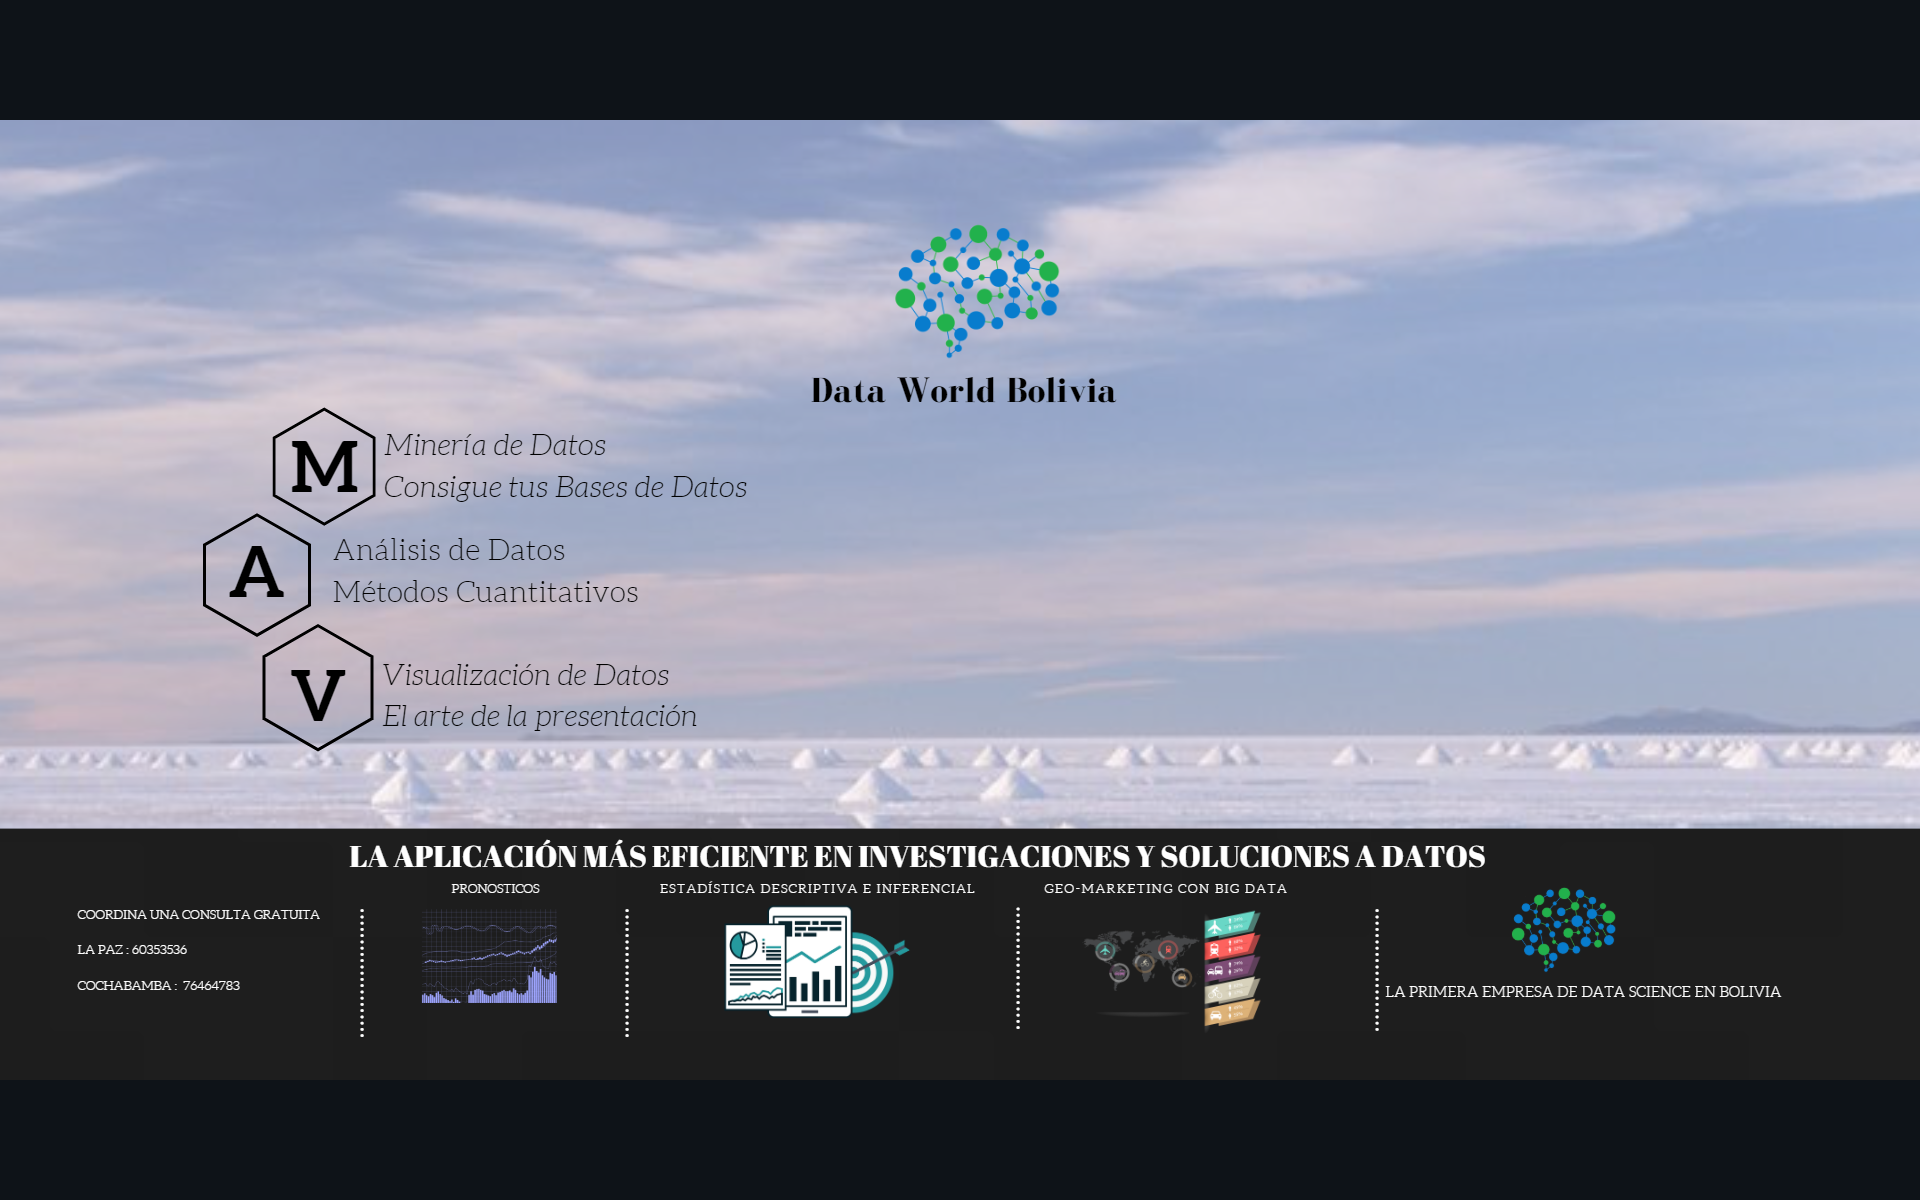 Data World Bolivia
M
Minería de Datos
Consigue tus Bases de Datos
A
Análisis de Datos
Métodos Cuantitativos
V
Visualización de Datos
El arte de la presentación
LA APLICACIÓN MÁS EFICIENTE EN INVESTIGACIONES Y SOLUCIONES A DATOS
COORDINA UNA CONSULTA GRATUITA
LA PAZ : 60353536
COCHABAMBA : 76464783
PRONOSTICOS
ESTADÍSTICA DESCRIPTIVA E INFERENCIAL
GEO-MARKETING CON BIG DATA
LA PRIMERA EMPRESA DE DATA SCIENCE EN BOLIVIA